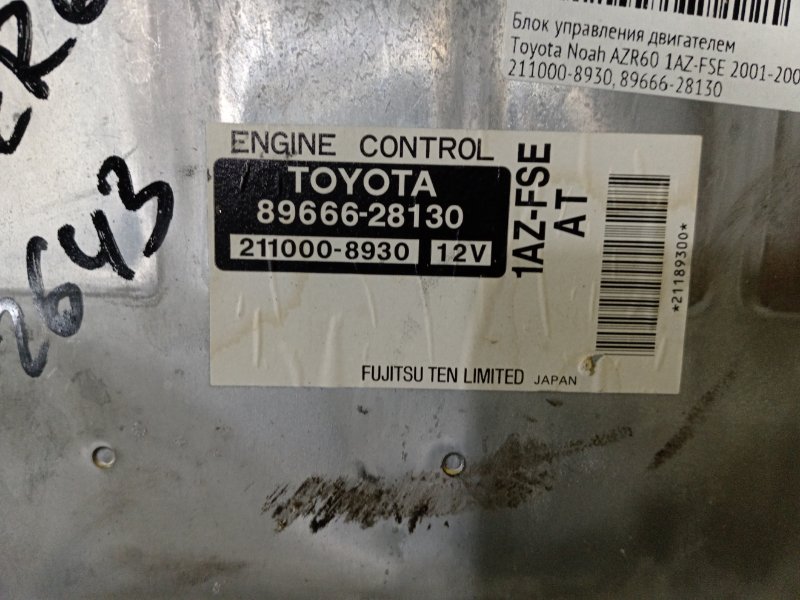 Блок управления двигателем
Toyota Noah AZR60 1AZ-FSE 2001-200
211000-8930, 89666-28130
ENGINE CONTROL
TOYOTA
89666-28130
211000-8930 12V
1AZ-FSE
AT
*21189300*
FUJITSU TEN LIMITED JAPAN
2643